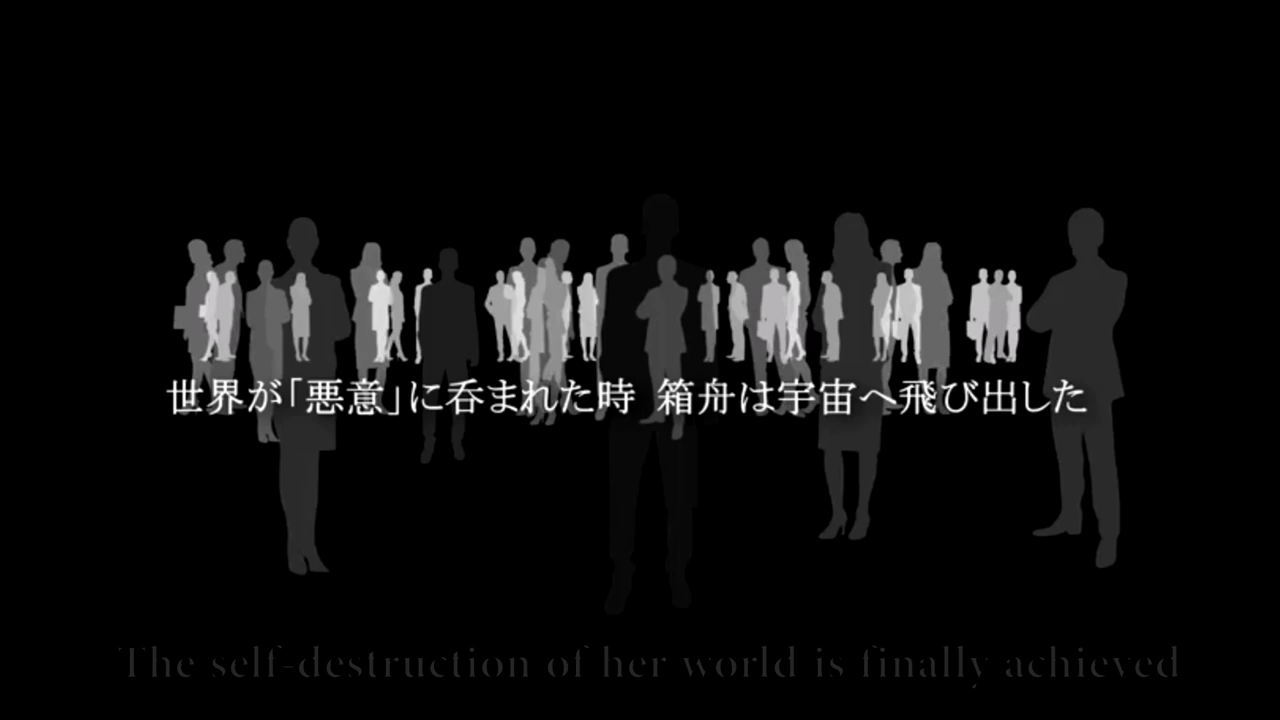 世界が「悪意」に呑まれた時 箱舟は宇宙へ飛び出した
The self-destruction of her world is finally achieved